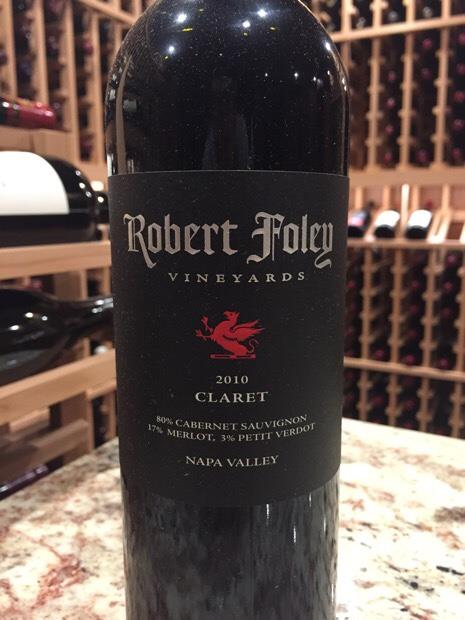 Robert Foley
VINEYARDS
2010
CLARET
80% CABERNET SAUVIGNON
17% MERLOT, 3% PETIT VERDOT
NAPA VALLEY